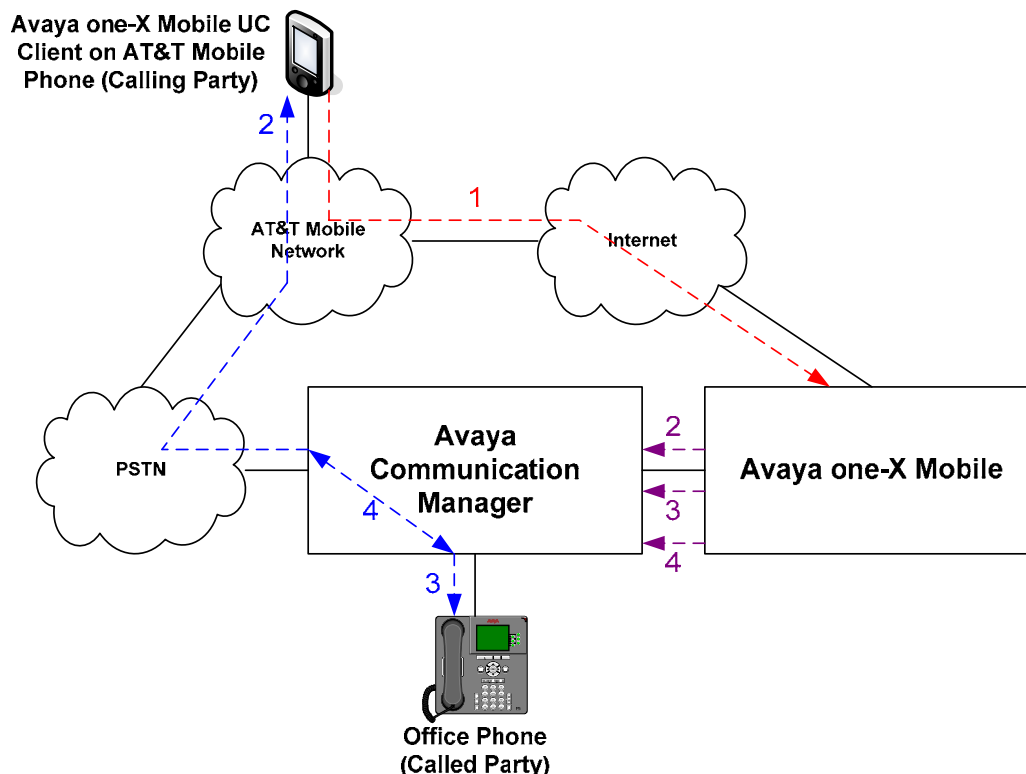 Avaya one-X Mobile UC
Client on AT&T Mobile
Phone (Calling Party)
2
1
AT&T Mobile
Network
Internet
PSTN
Avaya
Communication
Manager
2
Avaya one-X Mobile
3
4
4
3
AVAYA
Office Phone
(Called Party)